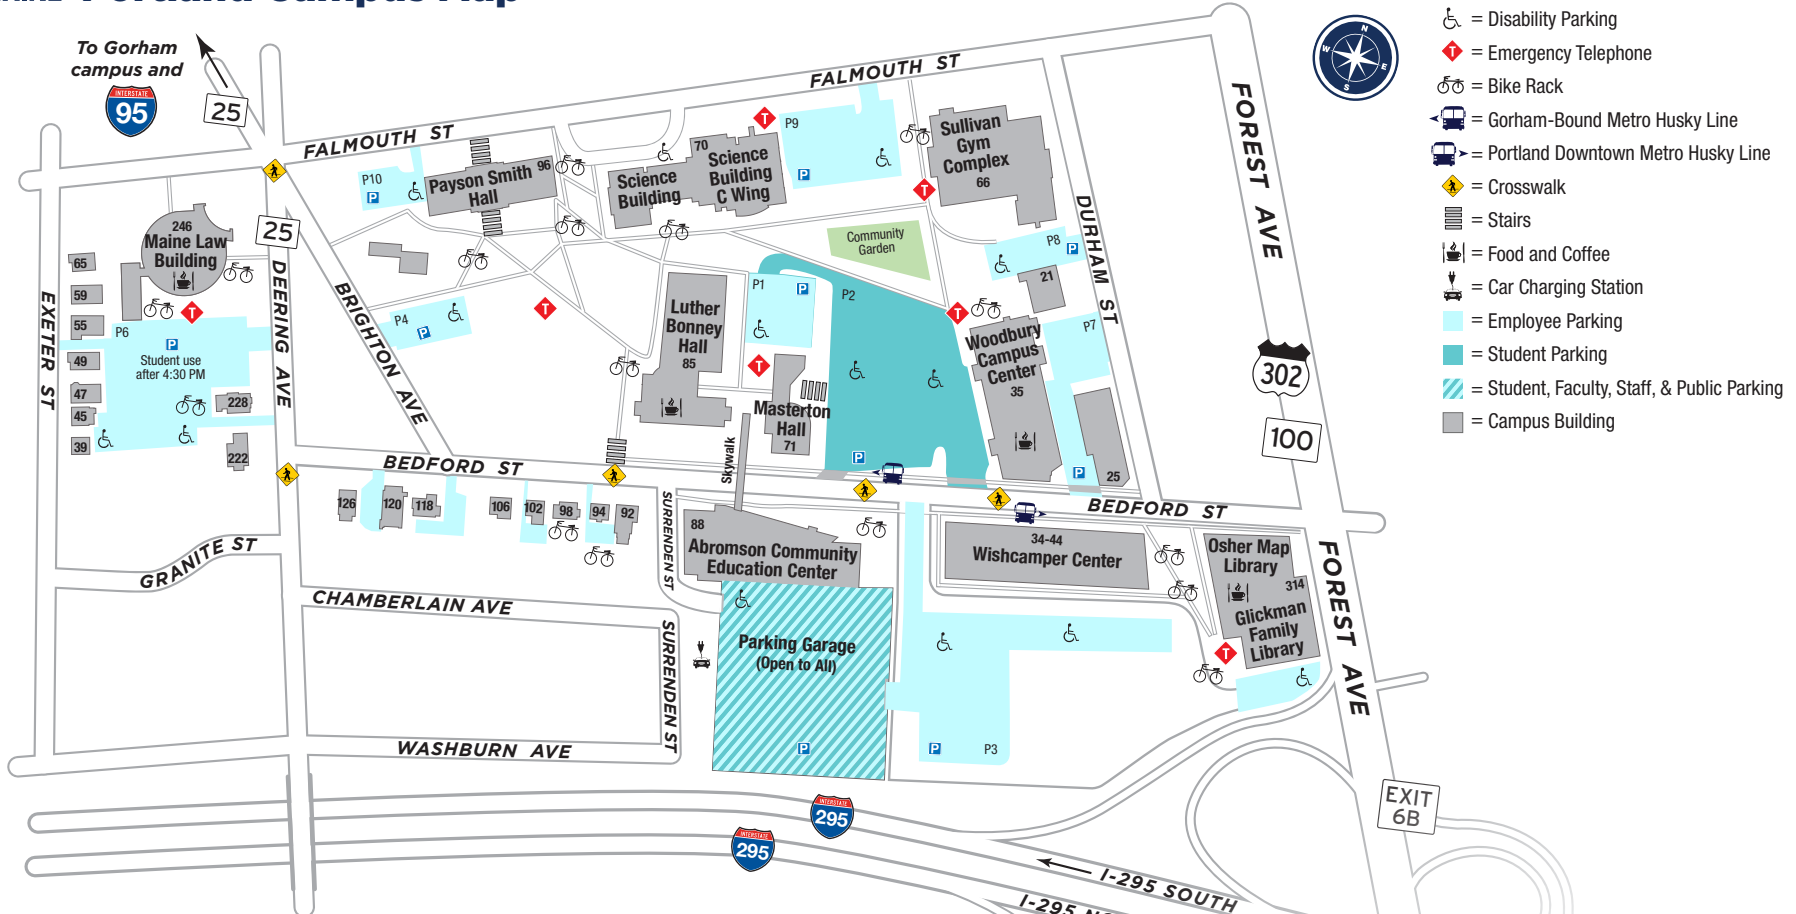 Portland Campus Map
To Gorham
campus and
INTERSTATE
95
25
FALMOUTH ST
FALMOUTH ST
P10
P
Payson Smith
Hall
96
Science
Building
70
Science
Building
C Wing
P9
P
Sullivan
Gym
Complex
66
246
Maine Law
Building
25
65
59
55
49
47
45
39
P6
P
Student use
after 4:30 PM
228
222
EXETER ST
DEERING AVE
BRIGHTON AVE
P4
P
Luther
Bonney
Hall
85
P1
P
P2
P
Community
Garden
Masterton
Hall
71
Skywalk
P8
P
21
DURHAM ST
P7
P
Woodbury
Campus
Center
35
25
FOREST AVE
302
100
BEDFORD ST
BEDFORD ST
126
120
118
106
102
98
94
92
SURRENDEN ST
88
Abromson Community
Education Center
34-44
Wishcamper Center
Osher Map
Library
314
Glickman
Family
Library
FOREST AVE
GRANITE ST
CHAMBERLAIN AVE
SURRENDEN ST
Parking Garage
(Open to All)
P
P
P3
WASHBURN AVE
INTERSTATE
295
INTERSTATE
295
I-295 SOUTH
EXIT
6B
N
E
S
W
T
T
T
T
T
T
T
= Disability Parking
T = Emergency Telephone
= Bike Rack
= Gorham-Bound Metro Husky Line
= Portland Downtown Metro Husky Line
= Crosswalk
= Stairs
= Food and Coffee
= Car Charging Station
= Employee Parking
= Student Parking
= Student, Faculty, Staff, & Public Parking
= Campus Building